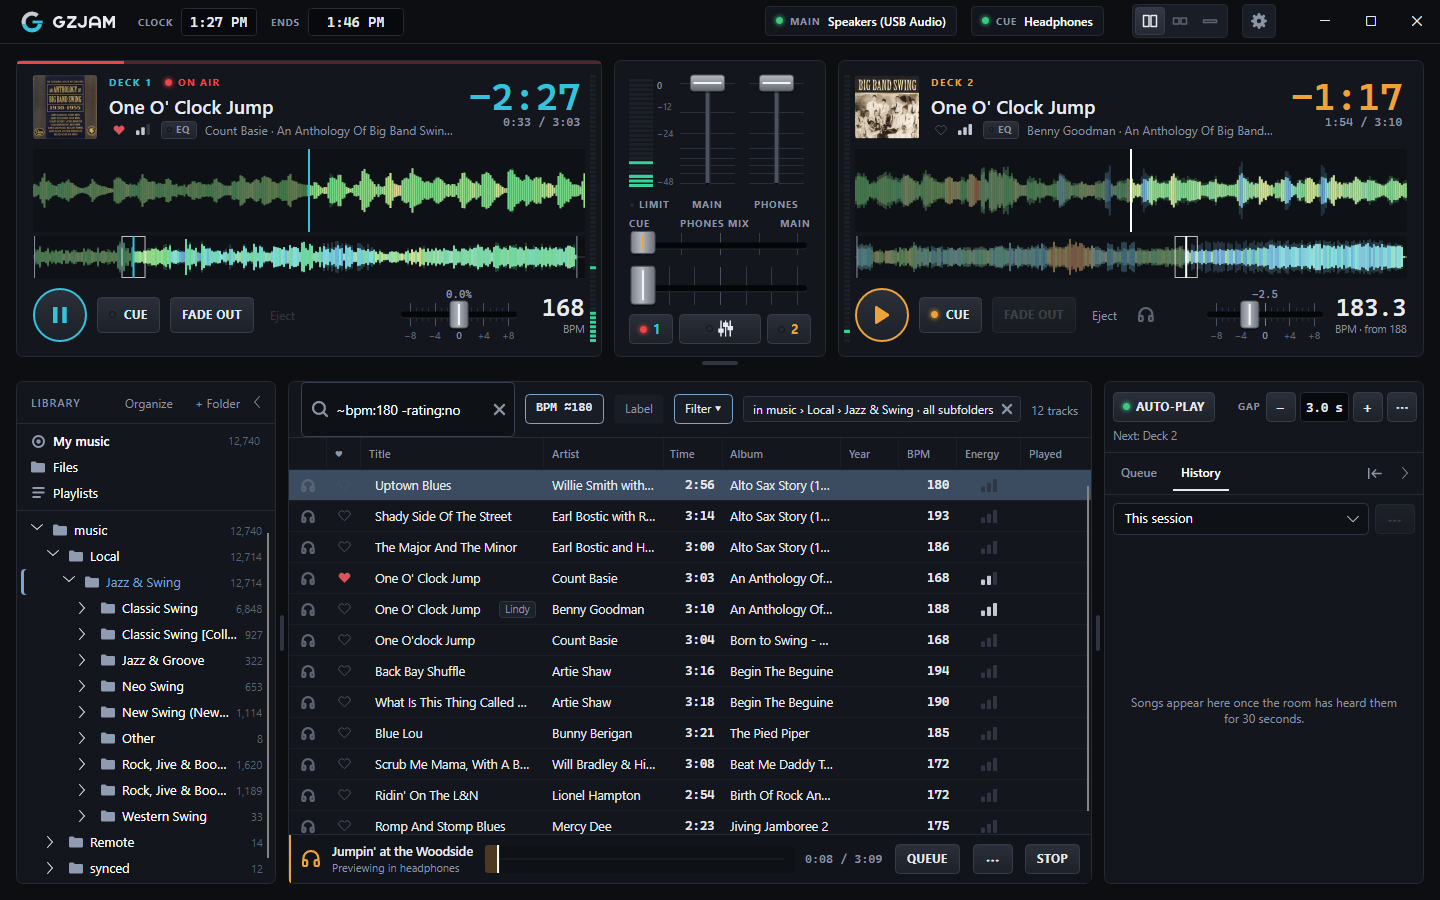 GZJAM CLOCK 1:27 PM ENDS 1:46 PM MAIN Speakers (USB Audio) CUE Headphones
DECK 1 ON AIR
One O' Clock Jump
EQ Count Basie · An Anthology Of Big Band Swin...
−2:27
0:33 / 3:03
0.0%
CUE FADE OUT Eject
−8 −4 0 +4 +8
168
BPM
0
−12
−24
−48
LIMIT MAIN PHONES
CUE PHONES MIX MAIN
1 2
BIG BAND SWING
DECK 2
One O' Clock Jump
EQ Benny Goodman · An Anthology Of Big Band...
−1:17
1:54 / 3:10
−2.5
CUE FADE OUT Eject
−8 −4 0 +4 +8
183.3
BPM · from 188
LIBRARY Organize + Folder
My music 12,740
Files
Playlists
music 12,740
Local 12,714
Jazz & Swing 12,714
Classic Swing 6,848
Classic Swing [Coll... 927
Jazz & Groove 322
Neo Swing 653
New Swing (New... 1,114
Other 8
Rock, Jive & Boo... 1,620
Rock, Jive & Boo... 1,189
Western Swing 33
Remote 14
synced 12
~bpm:180 -rating:no BPM ≈180 Label Filter ▾ in music › Local › Jazz & Swing · all subfolders 12 tracks
♥ Title Artist Time Album Year BPM Energy Played
Uptown Blues Willie Smith with... 2:56 Alto Sax Story (1... 180
Shady Side Of The Street Earl Bostic with R... 3:14 Alto Sax Story (1... 193
The Major And The Minor Earl Bostic and H... 3:00 Alto Sax Story (1... 186
One O' Clock Jump Count Basie 3:03 An Anthology Of... 168
One O' Clock Jump Lindy Benny Goodman 3:10 An Anthology Of... 188
One O'clock Jump Count Basie 3:04 Born to Swing - ... 168
Back Bay Shuffle Artie Shaw 3:16 Begin The Beguine 194
What Is This Thing Called ... Artie Shaw 3:18 Begin The Beguine 190
Blue Lou Bunny Berigan 3:21 The Pied Piper 185
Scrub Me Mama, With A B... Will Bradley & Hi... 3:08 Beat Me Daddy T... 172
Ridin' On The L&N Lionel Hampton 2:54 Birth Of Rock An... 172
Romp And Stomp Blues Mercy Dee 2:23 Jiving Jamboree 2 175
Jumpin' at the Woodside
Previewing in headphones
0:08 / 3:09 QUEUE ... STOP
AUTO-PLAY GAP − 3.0 s + ...
Next: Deck 2
Queue History
This session ...
Songs appear here once the room has heard them
for 30 seconds.